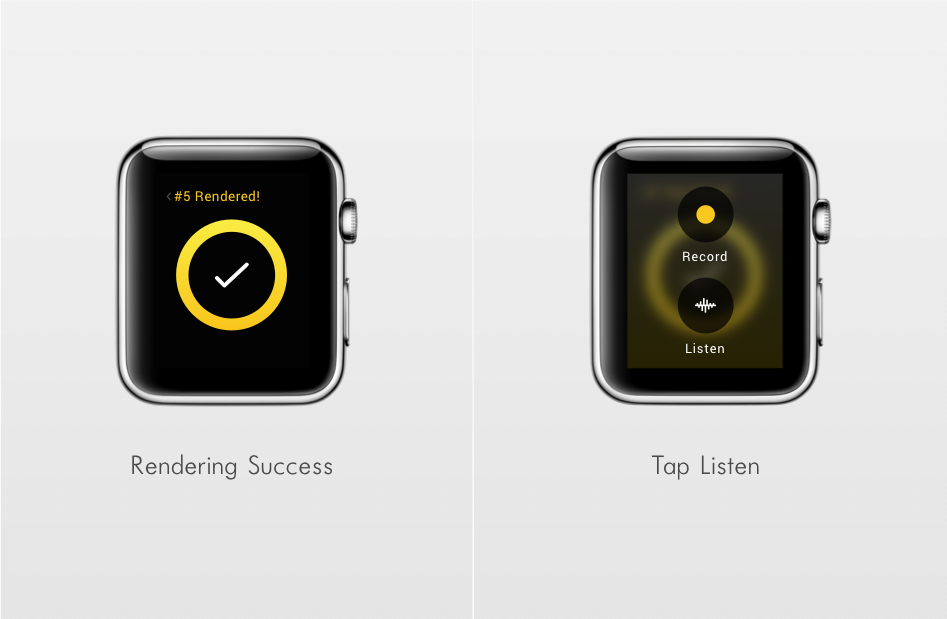 #5 Rendered!
Rendering Success
Record
Listen
Tap Listen